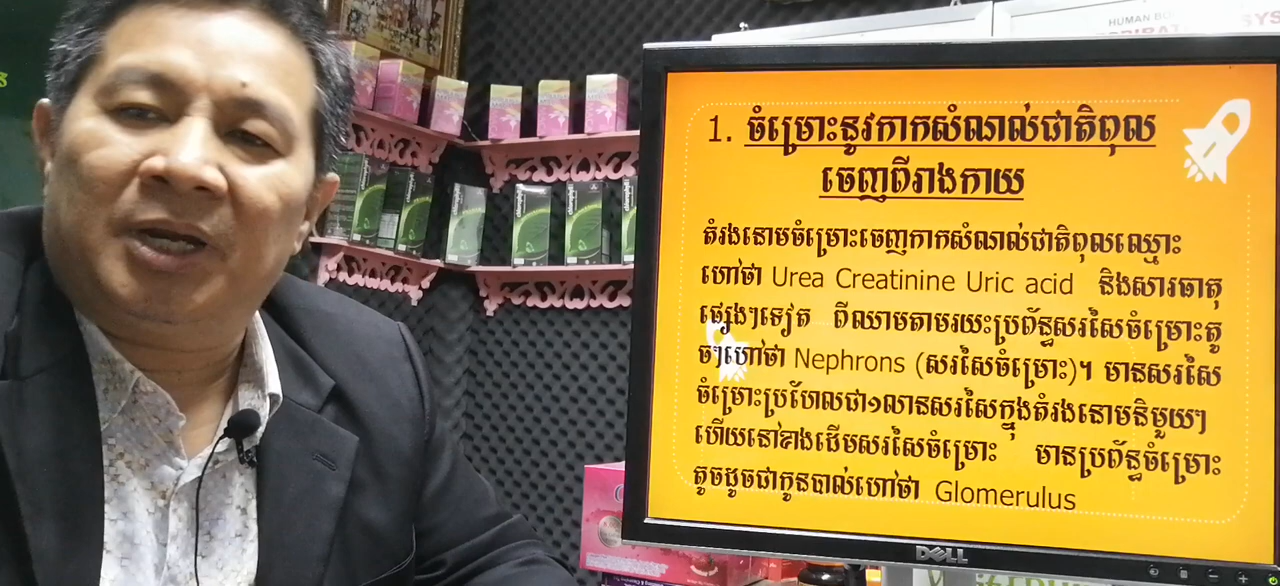 HUMAN BO
SYS
1. ចំម្រោះនូវកាកសំណល់ជាតិពុល
ចេញពីរាងកាយ
តំរងនោមចំម្រោះចេញកាកសំណល់ជាតិពុលឈ្មោះ
ហៅថា Urea Creatinine Uric acid និងសារធាតុ
ផ្សេងៗទៀត ពីឈាមតាមរយះប្រព័ន្ធសរសៃចំម្រោះតូ
ចៗហៅថា Nephrons (សរសៃចំម្រោះ)។ មានសរសៃ
ចំម្រោះប្រហែលជា១លានសរសៃក្នុងតំរងនោមនិមួយៗ
ហើយនៅខាងដើមសរសៃចំម្រោះ មានប្រព័ន្ធចំម្រោះ
តូចដូចជាកូនបាល់ហៅថា Glomerulus
DELL